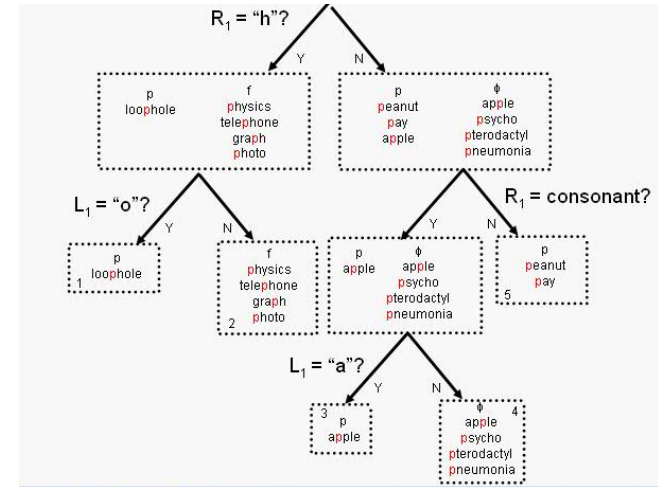 R₁ = “h”?
Y N
p f
loophole physics
telephone
graph
photo
p ϕ
peanut apple
pay psycho
apple pterodactyl
pneumonia
L₁ = “o”?
Y N
R₁ = consonant?
Y N
p
loophole
1
f
physics
telephone
graph
photo
2
p ϕ
apple apple
psycho
pterodactyl
pneumonia
p
peanut
pay
5
L₁ = “a”?
Y N
3
p
apple
ϕ 4
apple
psycho
pterodactyl
pneumonia